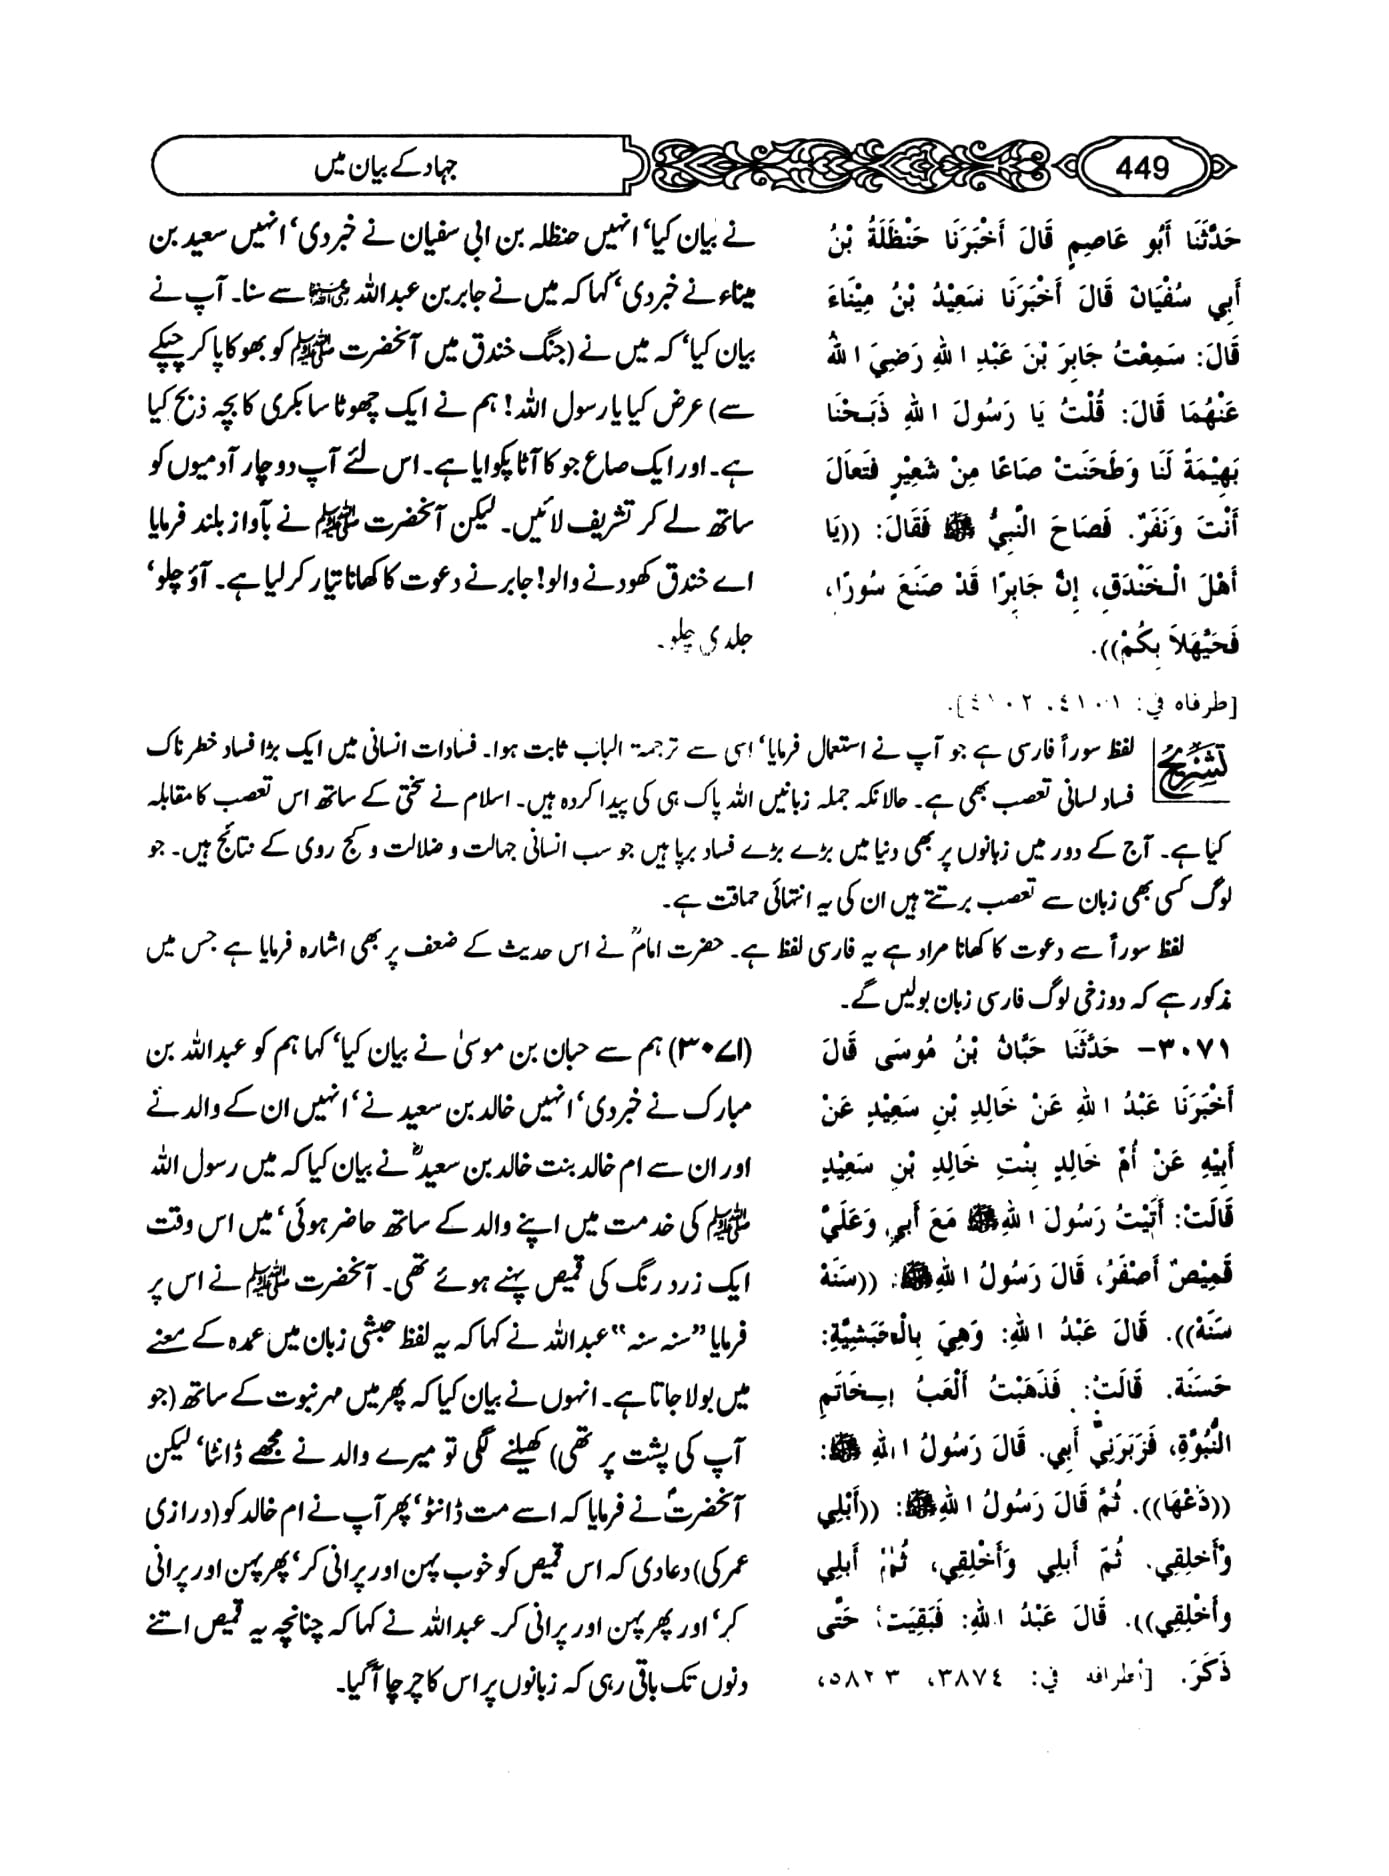 449
جہاد کے بیان میں
حَدَّثَنَا أَبُو عَاصِمٍ قَالَ أَخْبَرَنَا حَنْظَلَةُ بْنُ
أَبِي سُفْيَانَ قَالَ أَخْبَرَنَا سَعِيْدُ بْنُ مِيْنَاءَ
قَالَ: سَمِعْتُ جَابِرَ بْنَ عَبْدِ اللهِ رَضِيَ اللهُ
عَنْهُمَا قَالَ: قُلْتُ يَا رَسُولَ اللهِ ذَبَحْنَا
بَهِيْمَةً لَنَا وَطَحَنَتْ صَاعًا مِنْ شَعِيْرٍ فَتَعَالَ
أَنْتَ وَنَفَرٌ. فَصَاحَ النَّبِيُّ ﷺ فَقَالَ: ((يَا
أَهْلَ الْخَنْدَقِ، إِنَّ جَابِرًا قَدْ صَنَعَ سُورًا،
فَحَيَّهَلاً بِكُمْ)).
[طرفاه في: ٤١٠١، ٤١٠٢].
نے بیان کیا‘ انہیں حنظلہ بن ابی سفیان نے خبر دی‘ انہیں سعید بن
میناء نے خبر دی‘ کہا کہ میں نے جابر بن عبداللہ رضی اللہ عنہما سے سنا۔ آپ نے
بیان کیا‘ کہ میں نے (جنگ خندق میں آنحضرت ﷺ کو بھوکا پا کر چپکے
سے) عرض کیا یا رسول اللہ! ہم نے ایک چھوٹا سا بکری کا بچہ ذبح کیا
ہے۔ اور ایک صاع جو کا آٹا پکوایا ہے۔ اس لئے آپ دو چار آدمیوں کو
ساتھ لے کر تشریف لائیں۔ لیکن آنحضرت ﷺ نے بآواز بلند فرمایا
اے خندق کھودنے والو! جابر نے دعوت کا کھانا تیار کر لیا ہے۔ آؤ چلو‘
جلدی چلو۔
تشریح لفظ سوراً فارسی ہے جو آپ نے استعمال فرمایا‘ اسی سے ترجمۃ الباب ثابت ہوا۔ فسادات انسانی میں ایک بڑا فساد خطرناک
فساد لسانی تعصب بھی ہے۔ حالانکہ جملہ زبانیں اللہ پاک ہی کی پیدا کردہ ہیں۔ اسلام نے سختی کے ساتھ اس تعصب کا مقابلہ
کیا ہے۔ آج کے دور میں زبانوں پر بھی دنیا میں بڑے بڑے فساد برپا ہیں جو سب انسانی جہالت و ضلالت و کج روی کے نتائج ہیں۔ جو
لوگ کسی بھی زبان سے تعصب برتتے ہیں ان کی یہ انتہائی حماقت ہے۔
لفظ سوراً سے دعوت کا کھانا مراد ہے یہ فارسی لفظ ہے۔ حضرت امامؒ نے اس حدیث کے ضعف پر بھی اشارہ فرمایا ہے جس میں
مذکور ہے کہ دوزخی لوگ فارسی زبان بولیں گے۔
٣٠٧١- حَدَّثَنَا حَبَّانُ بْنُ مُوسَى قَالَ
أَخْبَرَنَا عَبْدُ اللهِ عَنْ خَالِدِ بْنِ سَعِيْدٍ عَنْ
أَبِيْهِ عَنْ أُمِّ خَالِدٍ بِنْتِ خَالِدِ بْنِ سَعِيْدٍ
قَالَتْ: أَتَيْتُ رَسُولَ اللهِ ﷺ مَعَ أَبِي وَعَلَيَّ
قَمِيْصٌ أَصْفَرُ، قَالَ رَسُولُ اللهِ ﷺ: ((سَنَهْ
سَنَهْ)). قَالَ عَبْدُ اللهِ: وَهِيَ بِالْحَبَشِيَّةِ:
حَسَنَة. قَالَتْ: فَذَهَبْتُ أَلْعَبُ بِخَاتَمِ
النُّبُوَّةِ، فَزَبَرَنِي أَبِي. قَالَ رَسُولُ اللهِ ﷺ:
((دَعْهَا)). ثُمَّ قَالَ رَسُولُ اللهِ ﷺ: ((أَبْلِي
وَأَخْلِقِي. ثُمّ أَبلِي وَأَخْلِقِي، ثُمَّ أَبلِي
وأَخْلِقِي)). قَالَ عَبْدُ اللهِ: فَبَقِيَت، حَتَّى
ذَكَرَ. [أطرافه في: ٣٨٧٤، ٥٨٢٣،
(۳۰۷۱) ہم سے حبان بن موسیٰ نے بیان کیا‘ کہا ہم کو عبداللہ بن
مبارک نے خبر دی‘ انہیں خالد بن سعید نے‘ انہیں ان کے والد نے
اور ان سے ام خالد بنت خالد بن سعیدؓ نے بیان کیا کہ میں رسول اللہ
ﷺ کی خدمت میں اپنے والد کے ساتھ حاضر ہوئی‘ میں اس وقت
ایک زرد رنگ کی قمیص پہنے ہوئے تھی۔ آنحضرت ﷺ نے اس پر
فرمایا ”سنہ سنہ“ عبداللہ نے کہا کہ یہ لفظ حبشی زبان میں عمدہ کے معنے
میں بولا جاتا ہے۔ انہوں نے بیان کیا کہ پھر میں مہر نبوت کے ساتھ (جو
آپ کی پشت پر تھی) کھیلنے لگی تو میرے والد نے مجھے ڈانٹا‘ لیکن
آنحضرتؐ نے فرمایا کہ اسے مت ڈانٹو‘ پھر آپ نے ام خالد کو (درازی
عمر کی) دعا دی کہ اس قمیص کو خوب پہن اور پرانی کر‘ پھر پہن اور پرانی
کر‘ اور پھر پہن اور پرانی کر۔ عبداللہ نے کہا کہ چنانچہ یہ قمیص اتنے
دنوں تک باقی رہی کہ زبانوں پر اس کا چرچا آ گیا۔